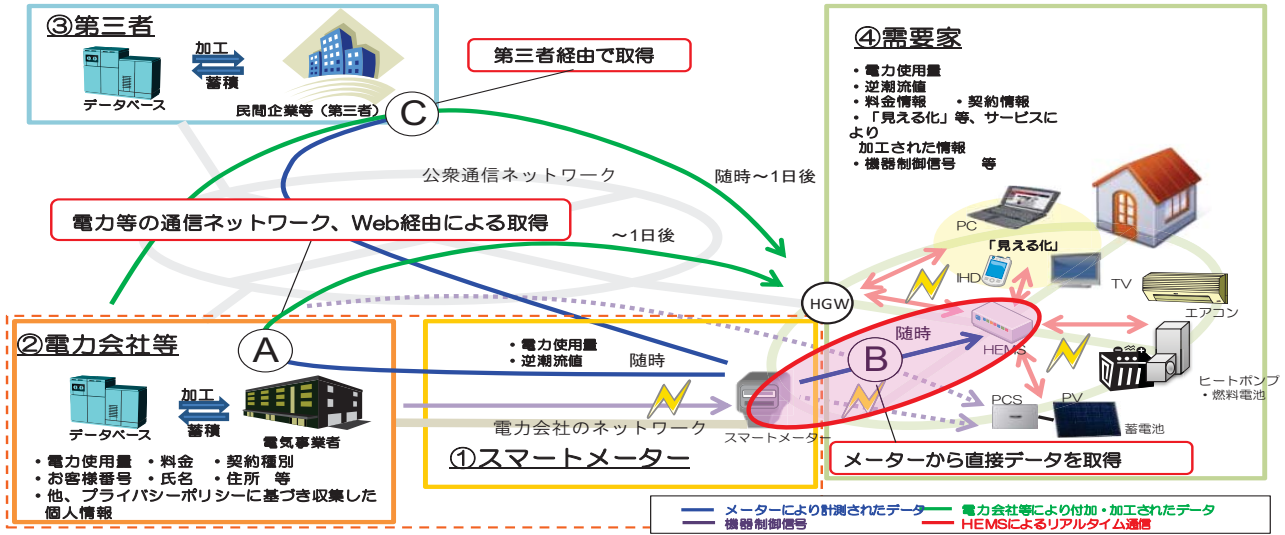 ③第三者
加工
蓄積
データベース
民間企業等（第三者）
第三者経由で取得
C
公衆通信ネットワーク
随時～1日後
電力等の通信ネットワーク、Web経由による取得
～1日後
④需要家
・電力使用量
・逆潮流値
・料金情報　・契約情報
・「見える化」等、サービスに
より
加工された情報
・機器制御信号　等
PC
「見える化」
IHD
TV
エアコン
HGW
随時
HEMS
B
ヒートポンプ
・燃料電池
PCS
PV
蓄電池
メーターから直接データを取得
②電力会社等
A
加工
蓄積
データベース
電気事業者
・電力使用量　・料金　・契約種別
・お客様番号　・氏名　・住所　等
・他、プライバシーポリシーに基づき収集した
個人情報
・電力使用量
・逆潮流値
随時
電力会社のネットワーク
スマートメーター
①スマートメーター
メーターにより計測されたデータ
電力会社等により付加・加工されたデータ
機器制御信号
HEMSによるリアルタイム通信